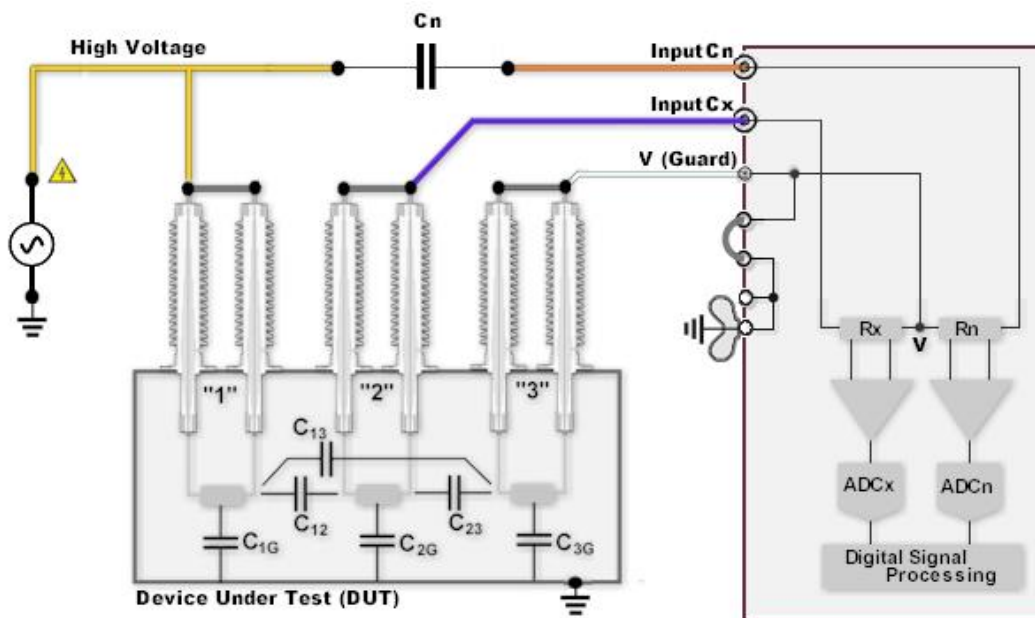 Cn
High Voltage
Input Cn
Input Cx
V (Guard)
"1"
"2"
"3"
C13
C12
C23
C1G
C2G
C3G
Device Under Test (DUT)
Rx
V
Rn
ADCx
ADCn
Digital Signal
Processing